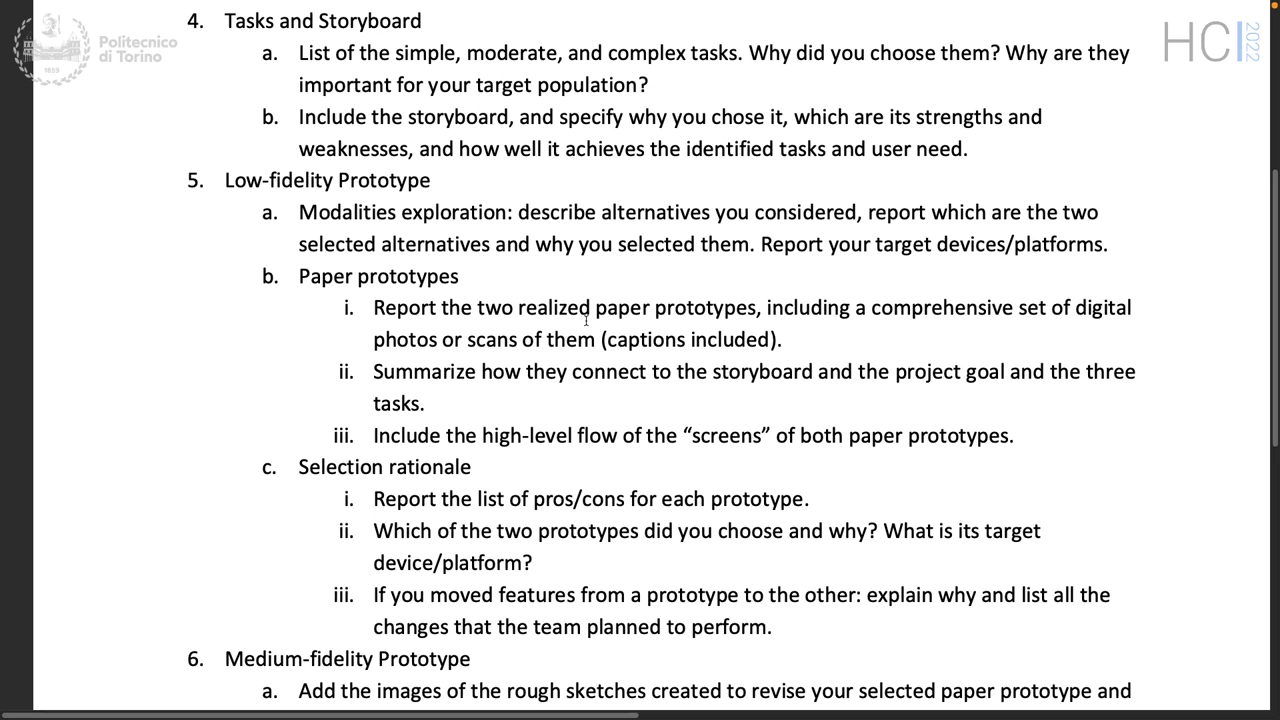 4. Tasks and Storyboard
a. List of the simple, moderate, and complex tasks. Why did you choose them? Why are they
important for your target population?
b. Include the storyboard, and specify why you chose it, which are its strengths and
weaknesses, and how well it achieves the identified tasks and user need.
5. Low-fidelity Prototype
a. Modalities exploration: describe alternatives you considered, report which are the two
selected alternatives and why you selected them. Report your target devices/platforms.
b. Paper prototypes
i. Report the two realized paper prototypes, including a comprehensive set of digital
photos or scans of them (captions included).
ii. Summarize how they connect to the storyboard and the project goal and the three
tasks.
iii. Include the high-level flow of the “screens” of both paper prototypes.
c. Selection rationale
i. Report the list of pros/cons for each prototype.
ii. Which of the two prototypes did you choose and why? What is its target
device/platform?
iii. If you moved features from a prototype to the other: explain why and list all the
changes that the team planned to perform.
6. Medium-fidelity Prototype
a. Add the images of the rough sketches created to revise your selected paper prototype and
Politecnico
di Torino
1859
HCI
2022